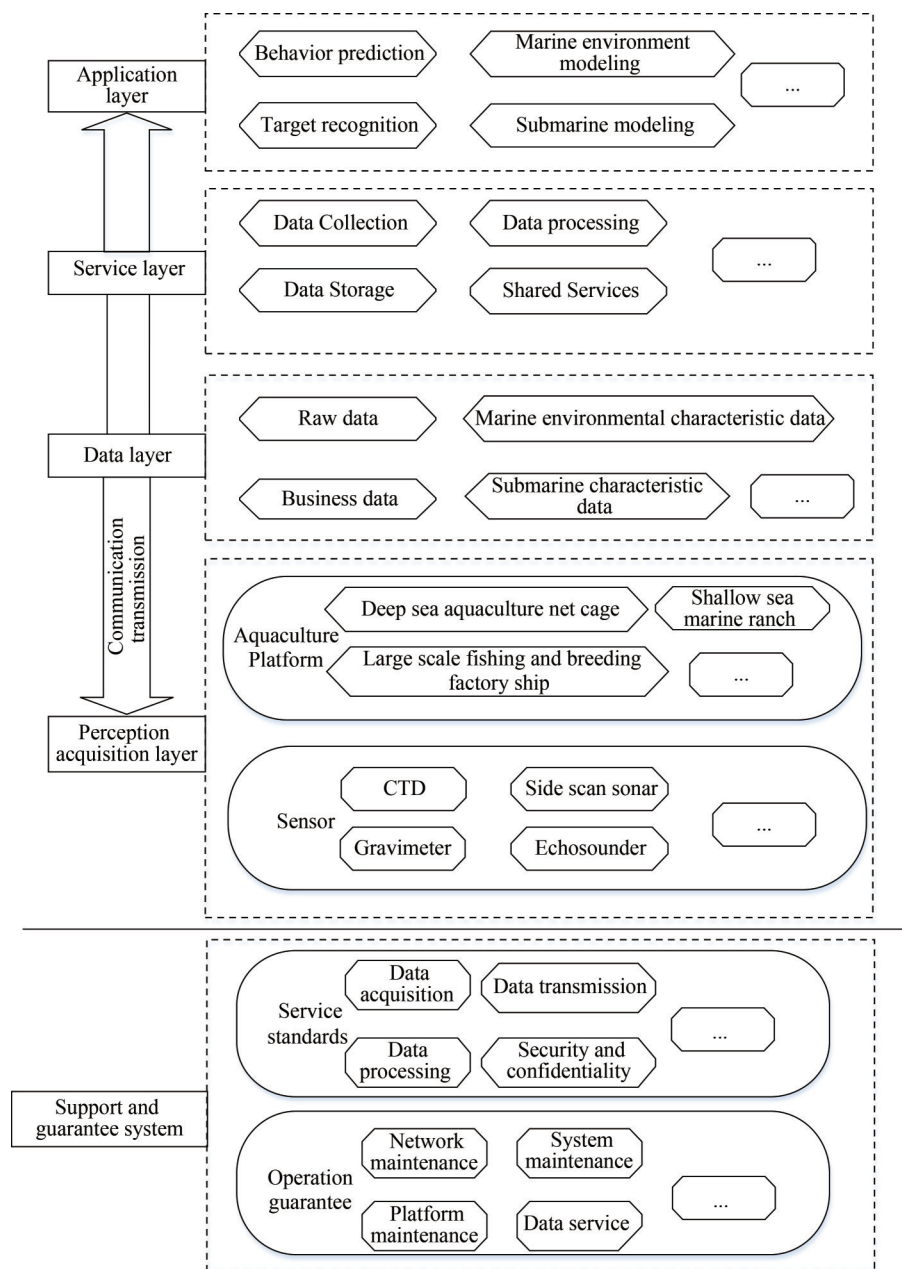 Application
layer
Behavior prediction
Marine environment
modeling
...
Target recognition
Submarine modeling
Service layer
Data Collection
Data processing
...
Data Storage
Shared Services
Data layer
Raw data
Marine environmental characteristic data
Business data
Submarine characteristic
data
...
Communication
transmission
Perception
acquisition layer
Aquaculture
Platform
Deep sea aquaculture net cage
Shallow sea
marine ranch
Large scale fishing and breeding
factory ship
...
Sensor
CTD
Side scan sonar
...
Gravimeter
Echosounder
Support and
guarantee system
Service
standards
Data
acquisition
Data transmission
...
Data
processing
Security and
confidentiality
Operation
guarantee
Network
maintenance
System
maintenance
...
Platform
maintenance
Data service